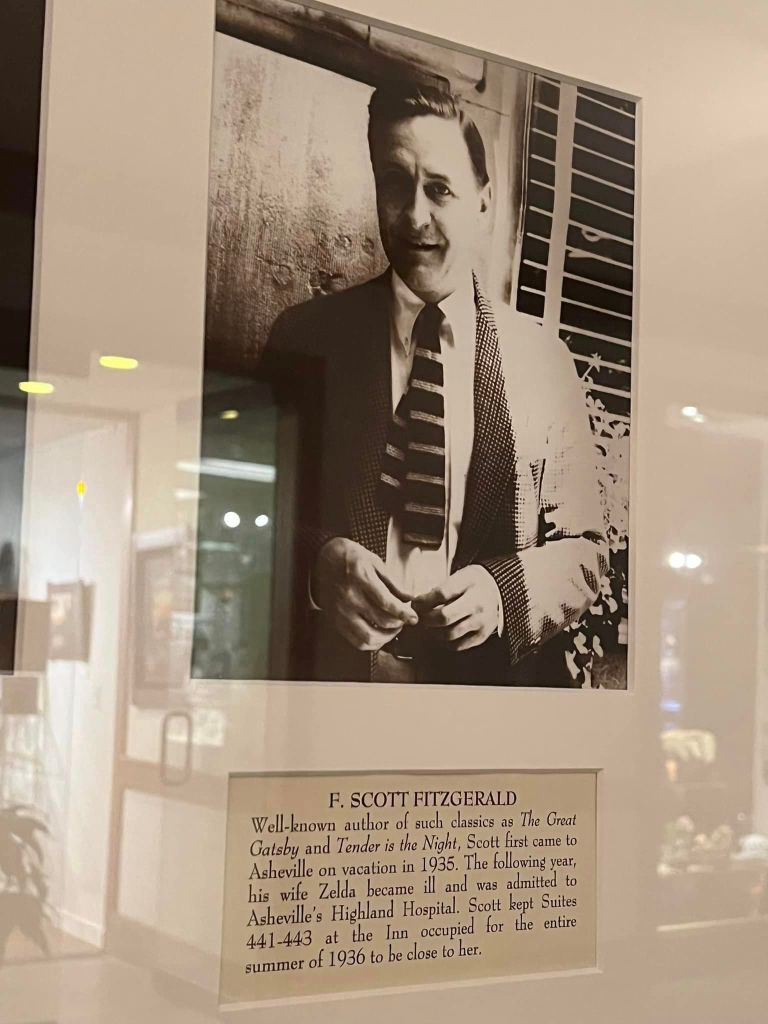 F. SCOTT FITZGERALD
Well-known author of such classics as The Great
Gatsby and Tender is the Night, Scott first came to
Asheville on vacation in 1935. The following year,
his wife Zelda became ill and was admitted to
Asheville's Highland Hospital. Scott kept Suites
441-443 at the Inn occupied for the entire
summer of 1936 to be close to her.